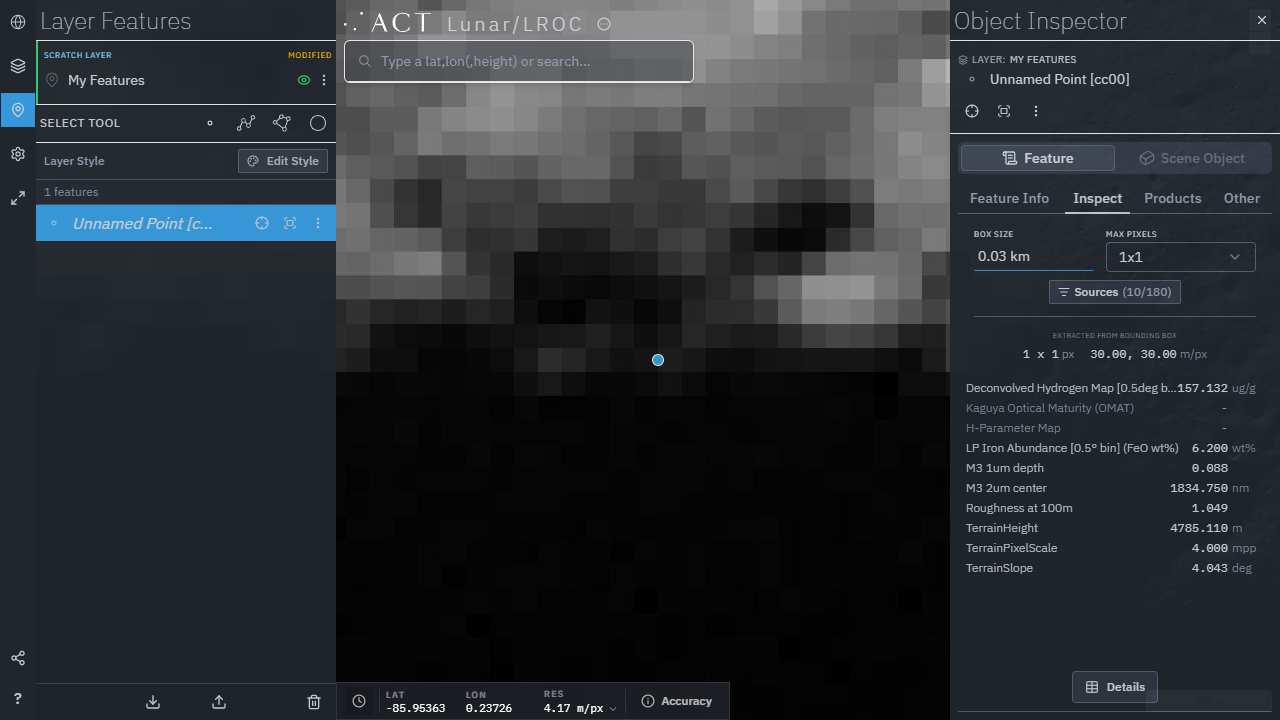 Layer Features
SCRATCH LAYER MODIFIED
My Features
SELECT TOOL
Layer Style Edit Style
1 features
Unnamed Point [c...
ACT Lunar/LROC
Type a lat,lon(,height) or search...
LAT LON RES
-85.95363 0.23726 4.17 m/px Accuracy
Object Inspector
LAYER: MY FEATURES
Unnamed Point [cc00]
Feature Scene Object
Feature Info Inspect Products Other
BOX SIZE MAX PIXELS
0.03 km 1x1
Sources (10/180)
EXTRACTED FROM BOUNDING BOX
1 x 1 px 30.00, 30.00 m/px
Deconvolved Hydrogen Map [0.5deg b... 157.132 ug/g
Kaguya Optical Maturity (OMAT) -
H-Parameter Map -
LP Iron Abundance [0.5° bin] (FeO wt%) 6.200 wt%
M3 1um depth 0.088
M3 2um center 1834.750 nm
Roughness at 100m 1.049
TerrainHeight 4785.110 m
TerrainPixelScale 4.000 mpp
TerrainSlope 4.043 deg
Details
?